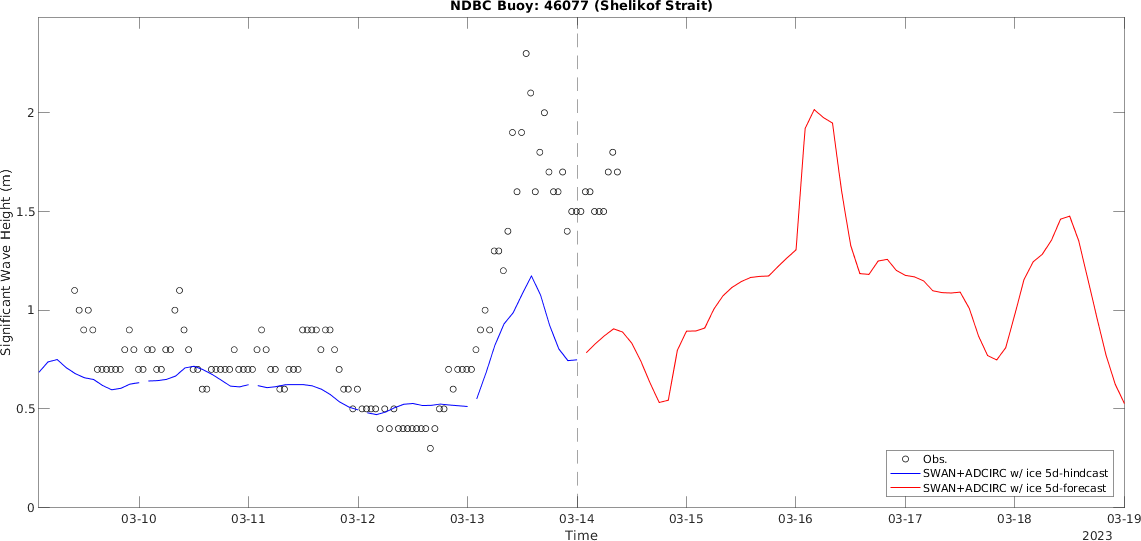 NDBC Buoy: 46077 (Shelikof Strait)
Significant Wave Height (m)
2
1.5
1
0.5
0
03-10
03-11
03-12
03-13
03-14
03-15
03-16
03-17
03-18
03-19
Time
2023
Obs.
SWAN+ADCIRC w/ ice 5d-hindcast
SWAN+ADCIRC w/ ice 5d-forecast